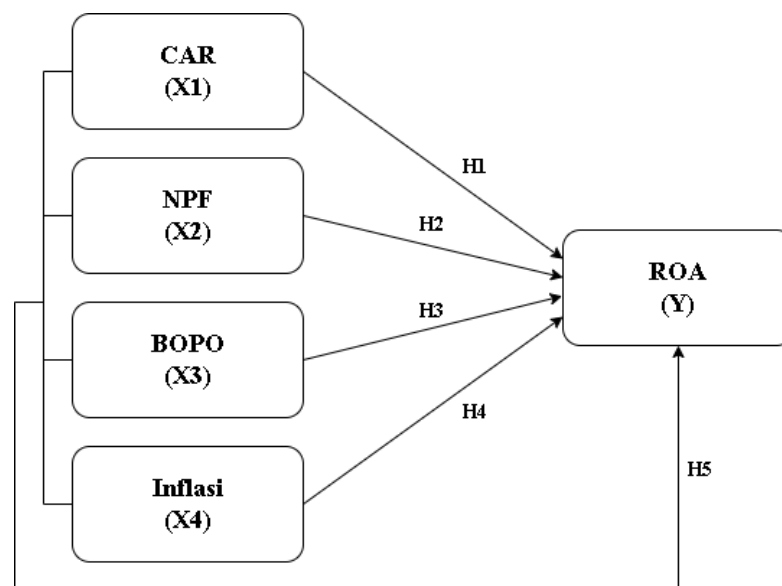 CAR
(X1)
H1
NPF
(X2)
H2
ROA
(Y)
BOPO
(X3)
H3
H4
Inflasi
(X4)
H5